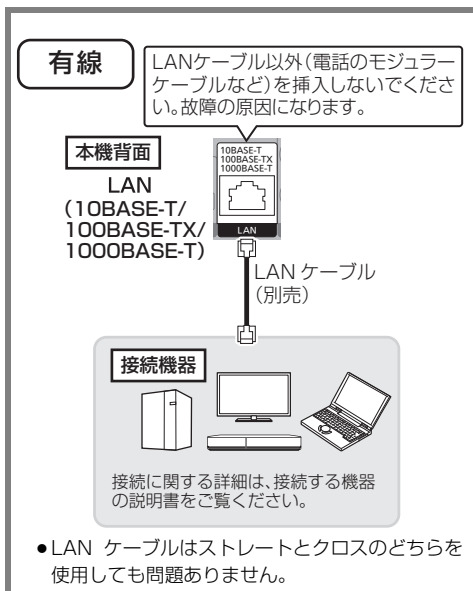 有線
LANケーブル以外（電話のモジュラー
ケーブルなど）を挿入しないでくださ
い。故障の原因になります。
本機背面
LAN
（10BASE-T/
100BASE-TX/
1000BASE-T）
10BASE-T
100BASE-TX
1000BASE-T
LAN
LAN ケーブル
（別売）
接続機器
接続に関する詳細は、接続する機器
の説明書をご覧ください。
●LAN ケーブルはストレートとクロスのどちらを
使用しても問題ありません。